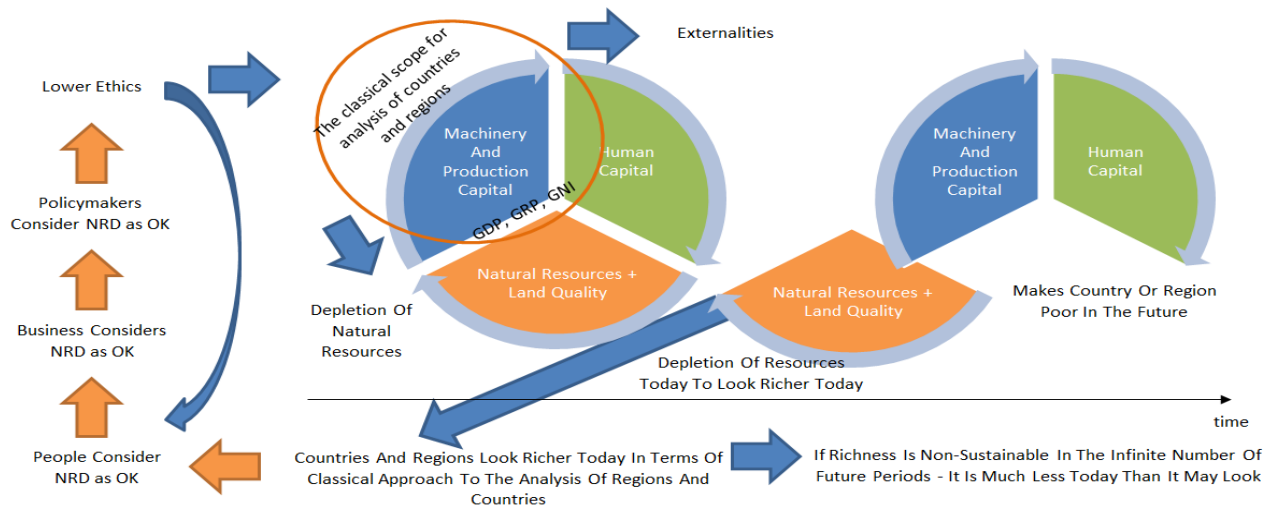 Externalities
The classical scope for
analysis of countries
and regions
Lower Ethics
Machinery
And
Production
Capital
Human
Capital
Machinery
And
Production
Capital
Human
Capital
GDP, GRP, GNI
Policymakers
Consider NRD as OK
Natural Resources +
Land Quality
Natural Resources +
Land Quality
Makes Country Or Region
Poor In The Future
Depletion Of
Natural
Resources
Business Considers
NRD as OK
Depletion Of Resources
Today To Look Richer Today
time
People Consider
NRD as OK
Countries And Regions Look Richer Today In Terms Of
Classical Approach To The Analysis Of Regions And
Countries
If Richness Is Non-Sustainable In The Infinite Number Of
Future Periods - It Is Much Less Today Than It May Look